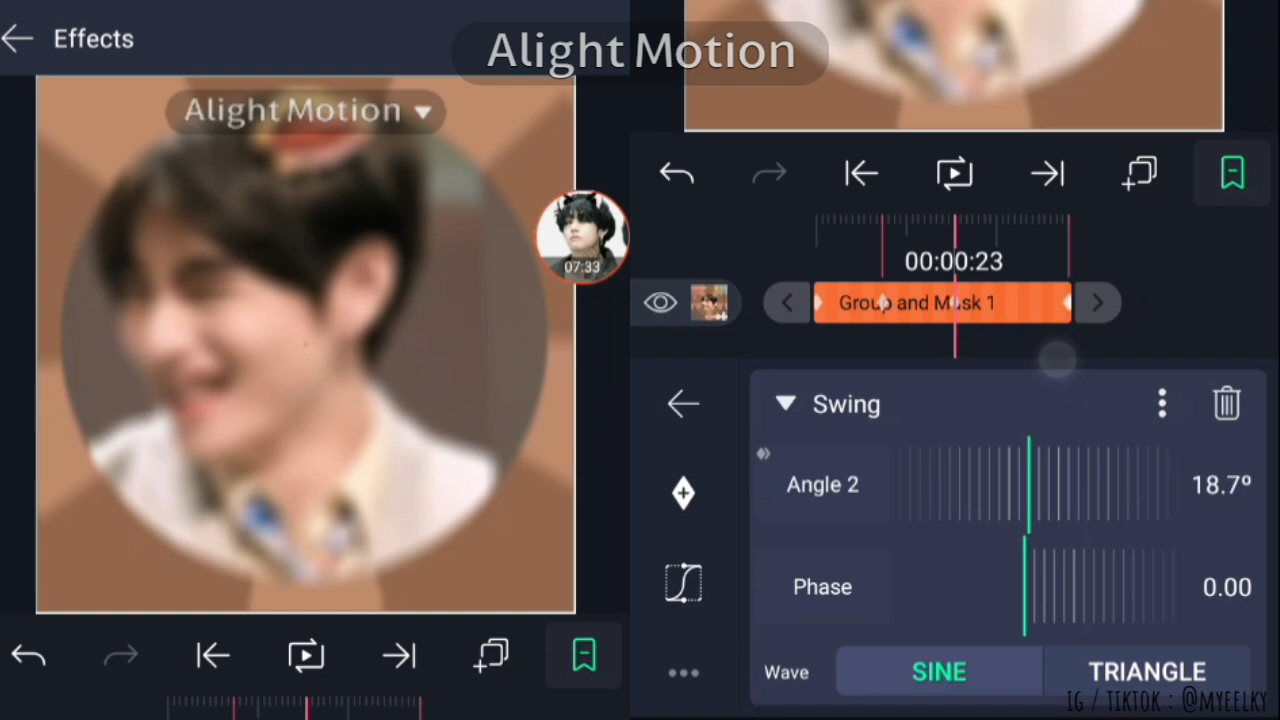 Effects
Alight Motion
Alight Motion
07:33
00:00:23
Group and Mask 1
Swing
Angle 2
18.7º
Phase
0.00
Wave
SINE
TRIANGLE
IG / TIKTOK : @MYEELKY